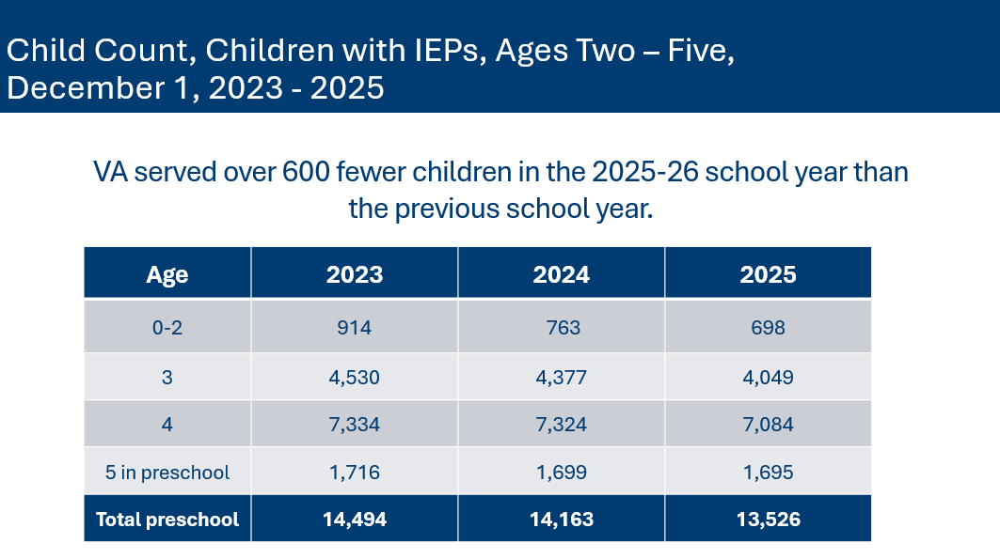 Child Count, Children with IEPs, Ages Two – Five,
December 1, 2023 - 2025
VA served over 600 fewer children in the 2025-26 school year than
the previous school year.
Age 2023 2024 2025
0-2 914 763 698
3 4,530 4,377 4,049
4 7,334 7,324 7,084
5 in preschool 1,716 1,699 1,695
Total preschool 14,494 14,163 13,526